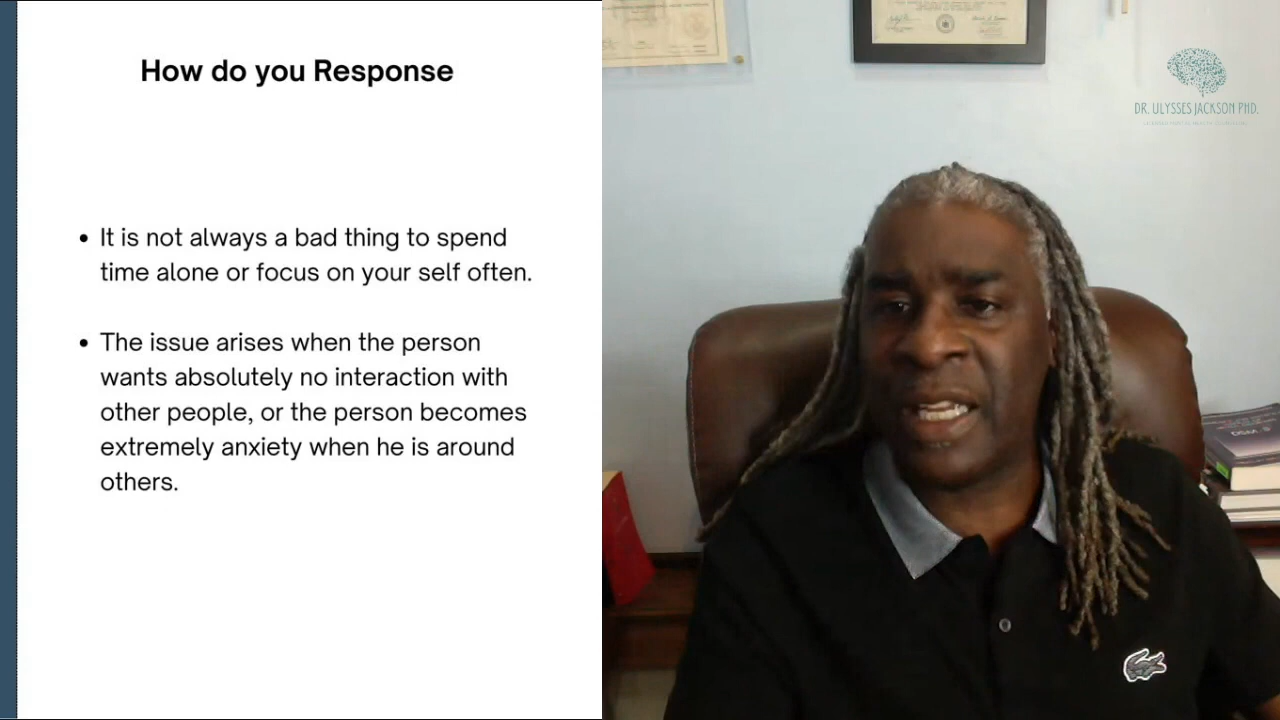 How do you Response
It is not always a bad thing to spend
time alone or focus on your self often.
The issue arises when the person
wants absolutely no interaction with
other people, or the person becomes
extremely anxiety when he is around
others.
DR. ULYSSES JACKSON PHD.